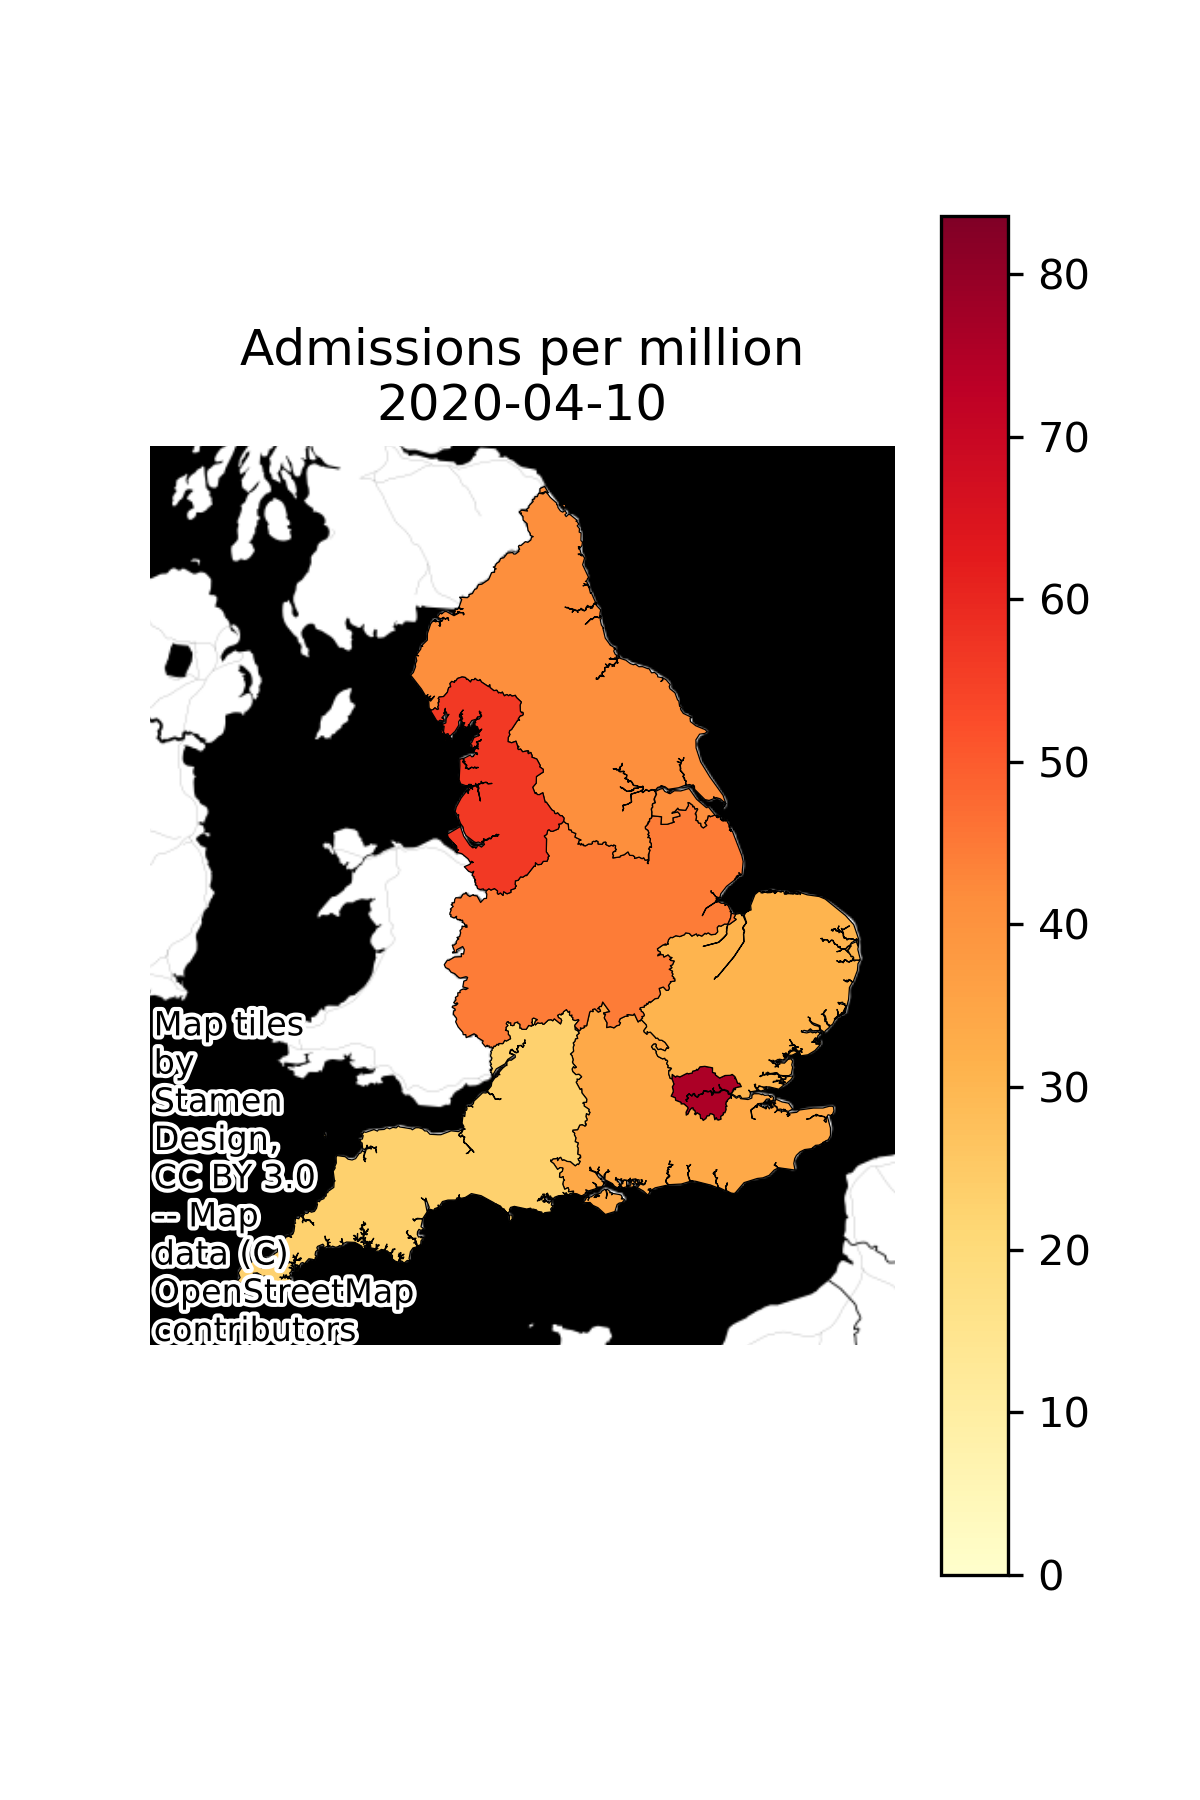 Admissions per million
2020-04-10
80
70
60
50
40
30
20
10
0
Map tiles
by
Stamen
Design,
CC BY 3.0
-- Map
data (C)
OpenStreetMap
contributors